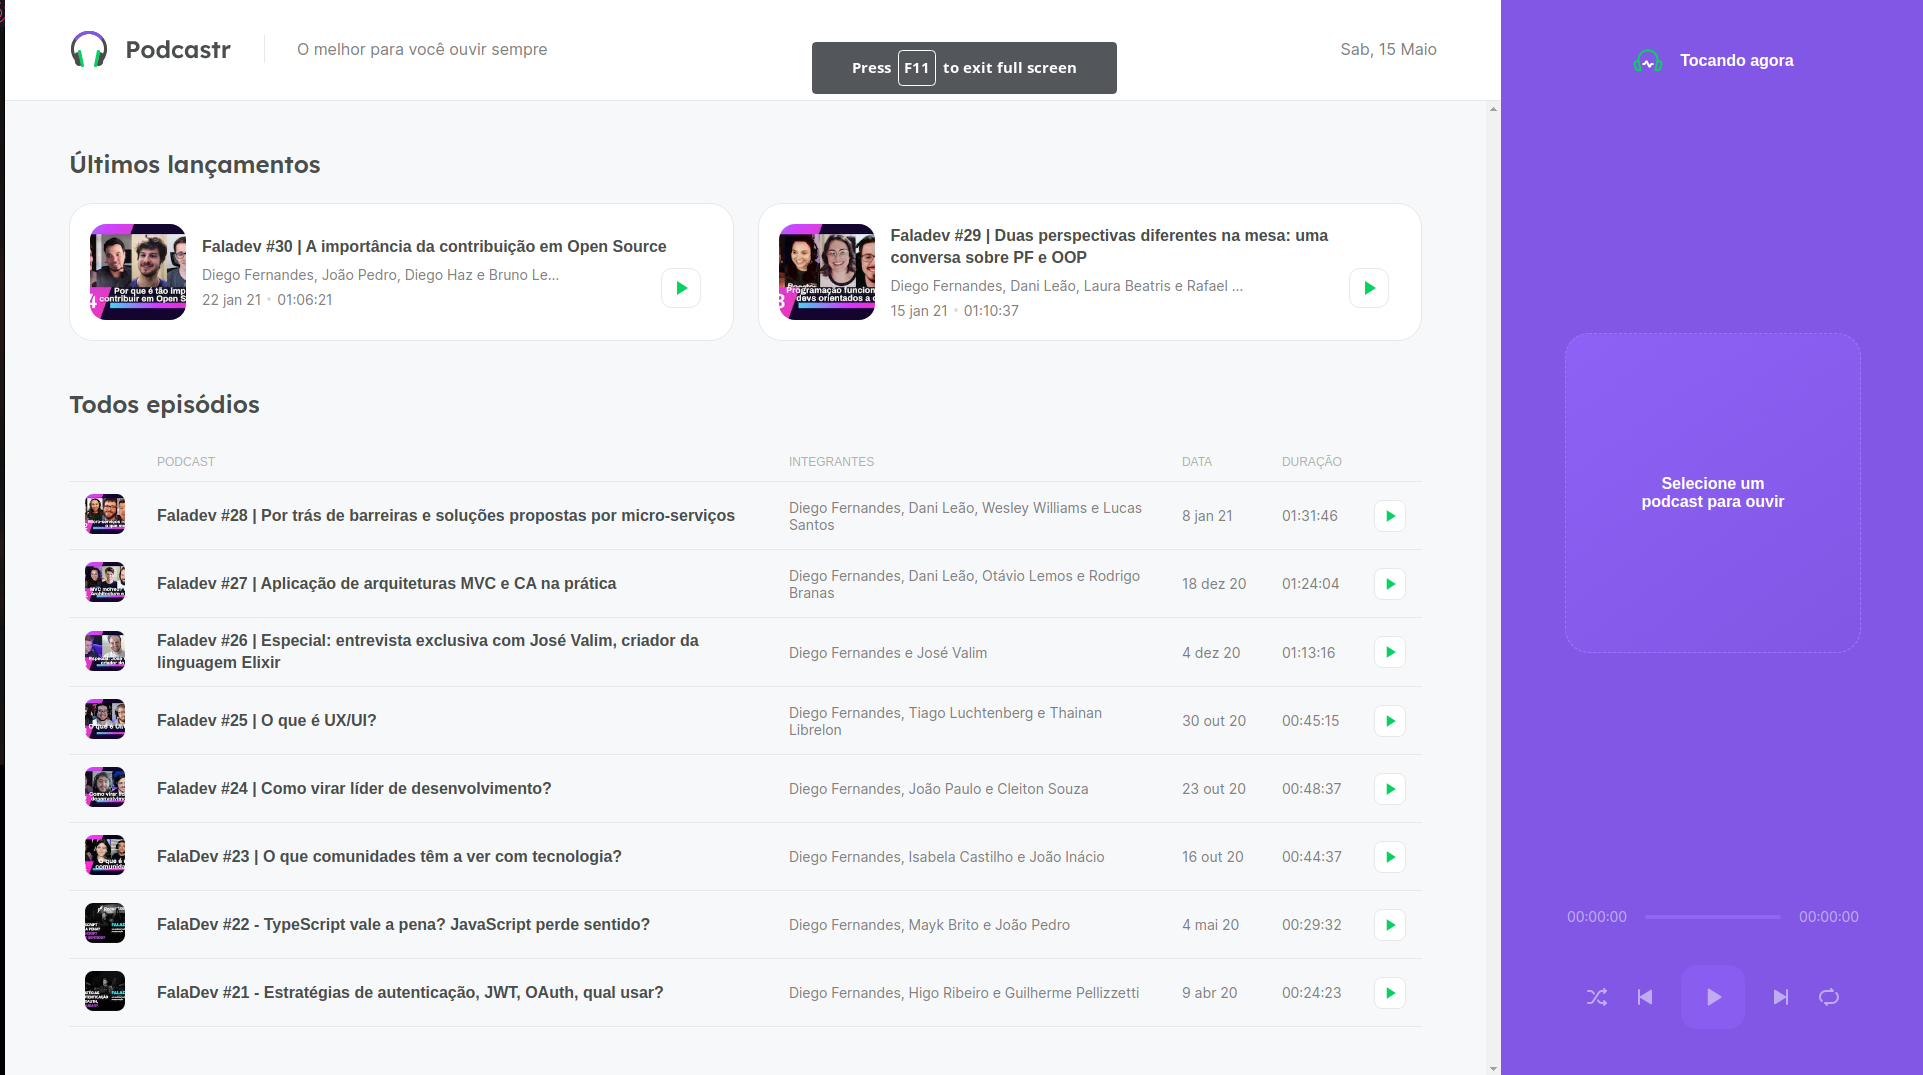 Podcastr
O melhor para você ouvir sempre
Press F11 to exit full screen
Sab, 15 Maio
Tocando agora
Últimos lançamentos
Faladev #30 | A importância da contribuição em Open Source
Diego Fernandes, João Pedro, Diego Haz e Bruno Le...
22 jan 21 • 01:06:21
Por que é tão imp
contribuir em Open S
Faladev #29 | Duas perspectivas diferentes na mesa: uma
conversa sobre PF e OOP
Diego Fernandes, Dani Leão, Laura Beatris e Rafael ...
15 jan 21 • 01:10:37
Programação funcion
devs orientados a o
Todos episódios
PODCAST INTEGRANTES DATA DURAÇÃO
Faladev #28 | Por trás de barreiras e soluções propostas por micro-serviços
Diego Fernandes, Dani Leão, Wesley Williams e Lucas
Santos
8 jan 21 01:31:46
Faladev #27 | Aplicação de arquiteturas MVC e CA na prática
Diego Fernandes, Dani Leão, Otávio Lemos e Rodrigo
Branas
18 dez 20 01:24:04
Faladev #26 | Especial: entrevista exclusiva com José Valim, criador da
linguagem Elixir
Diego Fernandes e José Valim
4 dez 20 01:13:16
Faladev #25 | O que é UX/UI?
Diego Fernandes, Tiago Luchtenberg e Thainan
Librelon
30 out 20 00:45:15
Faladev #24 | Como virar líder de desenvolvimento?
Diego Fernandes, João Paulo e Cleiton Souza
23 out 20 00:48:37
FalaDev #23 | O que comunidades têm a ver com tecnologia?
Diego Fernandes, Isabela Castilho e João Inácio
16 out 20 00:44:37
FalaDev #22 - TypeScript vale a pena? JavaScript perde sentido?
Diego Fernandes, Mayk Brito e João Pedro
4 mai 20 00:29:32
FalaDev #21 - Estratégias de autenticação, JWT, OAuth, qual usar?
Diego Fernandes, Higo Ribeiro e Guilherme Pellizzetti
9 abr 20 00:24:23
Selecione um
podcast para ouvir
00:00:00 00:00:00